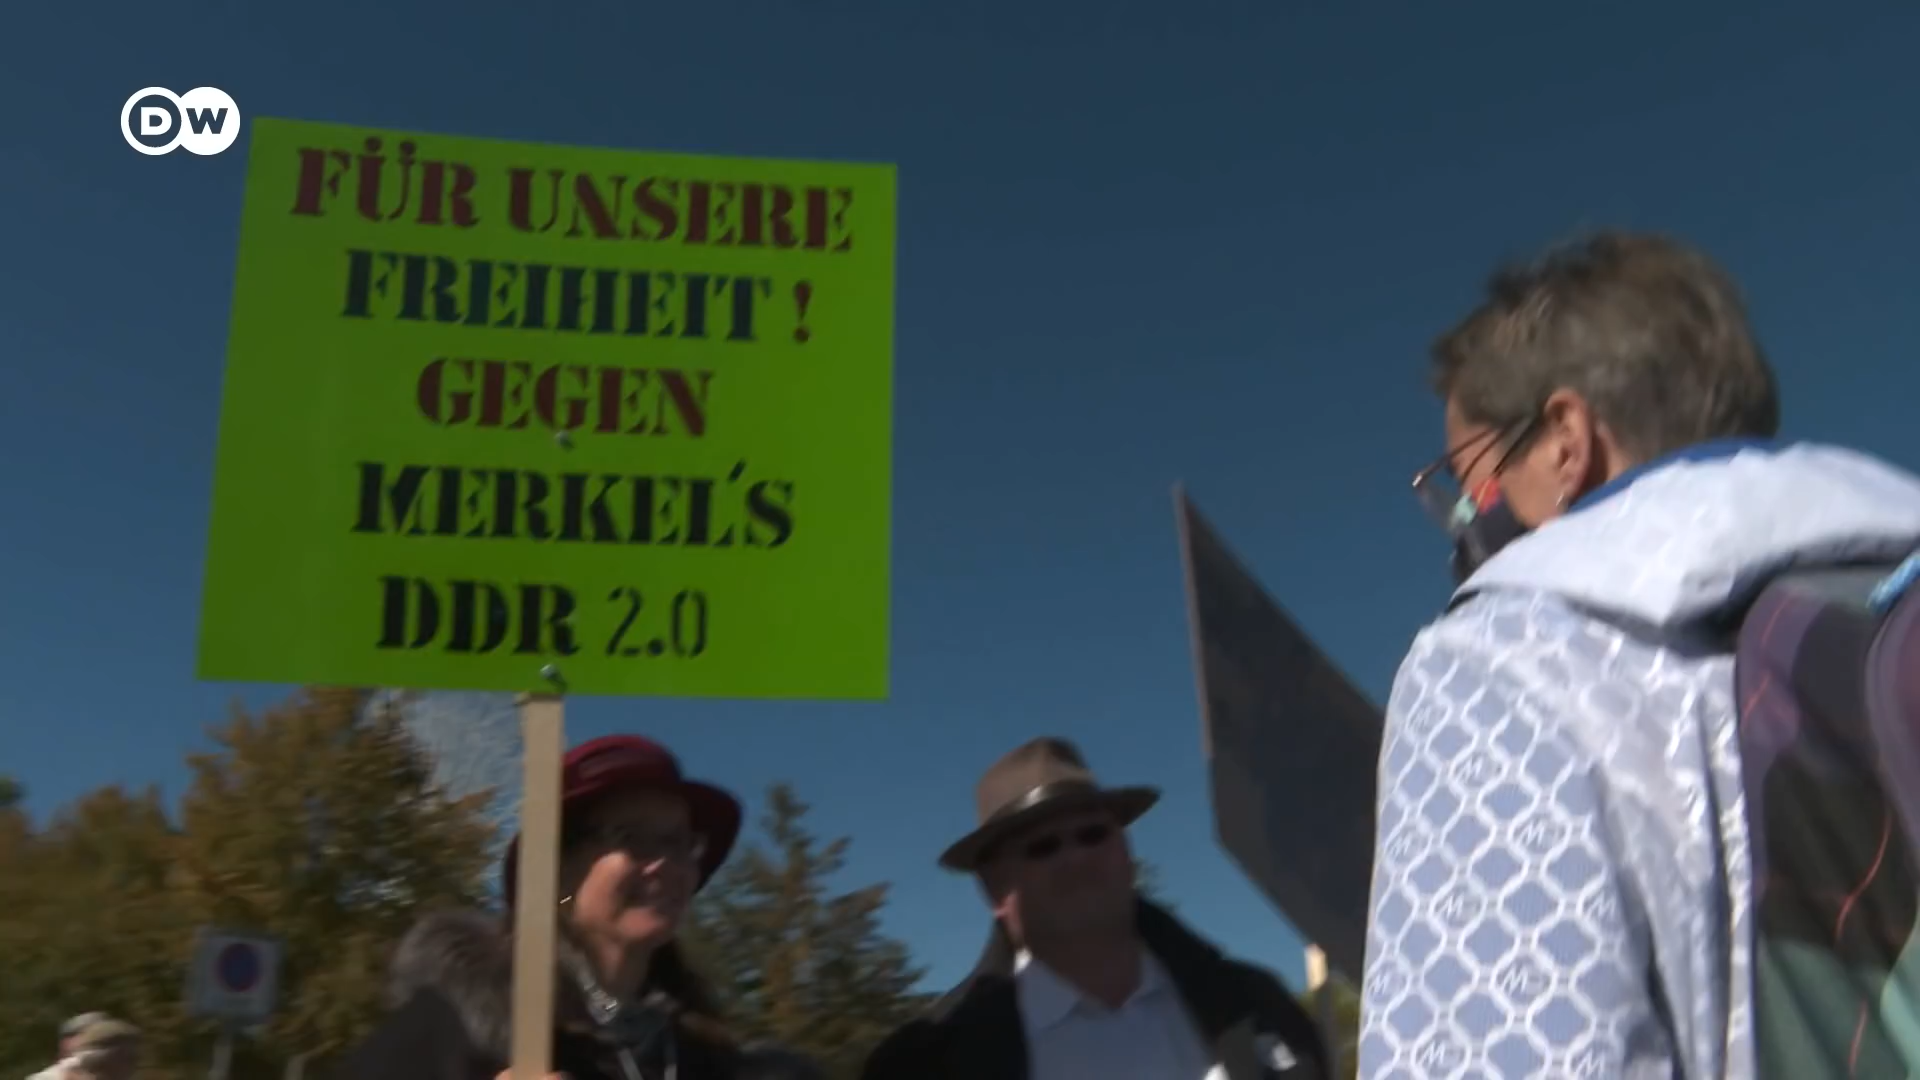 DW
FÜR UNSERE
FREIHEIT !
GEGEN
MERKEL´S
DDR 2.0